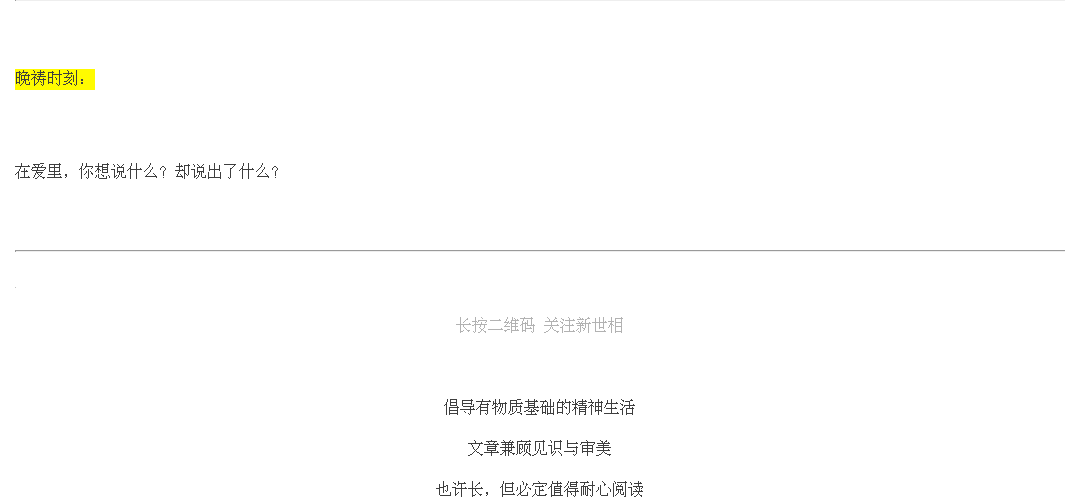 晚祷时刻：
在爱里，你想说什么？却说出了什么？
长按二维码 关注新世相
倡导有物质基础的精神生活
文章兼顾见识与审美
也许长，但必定值得耐心阅读